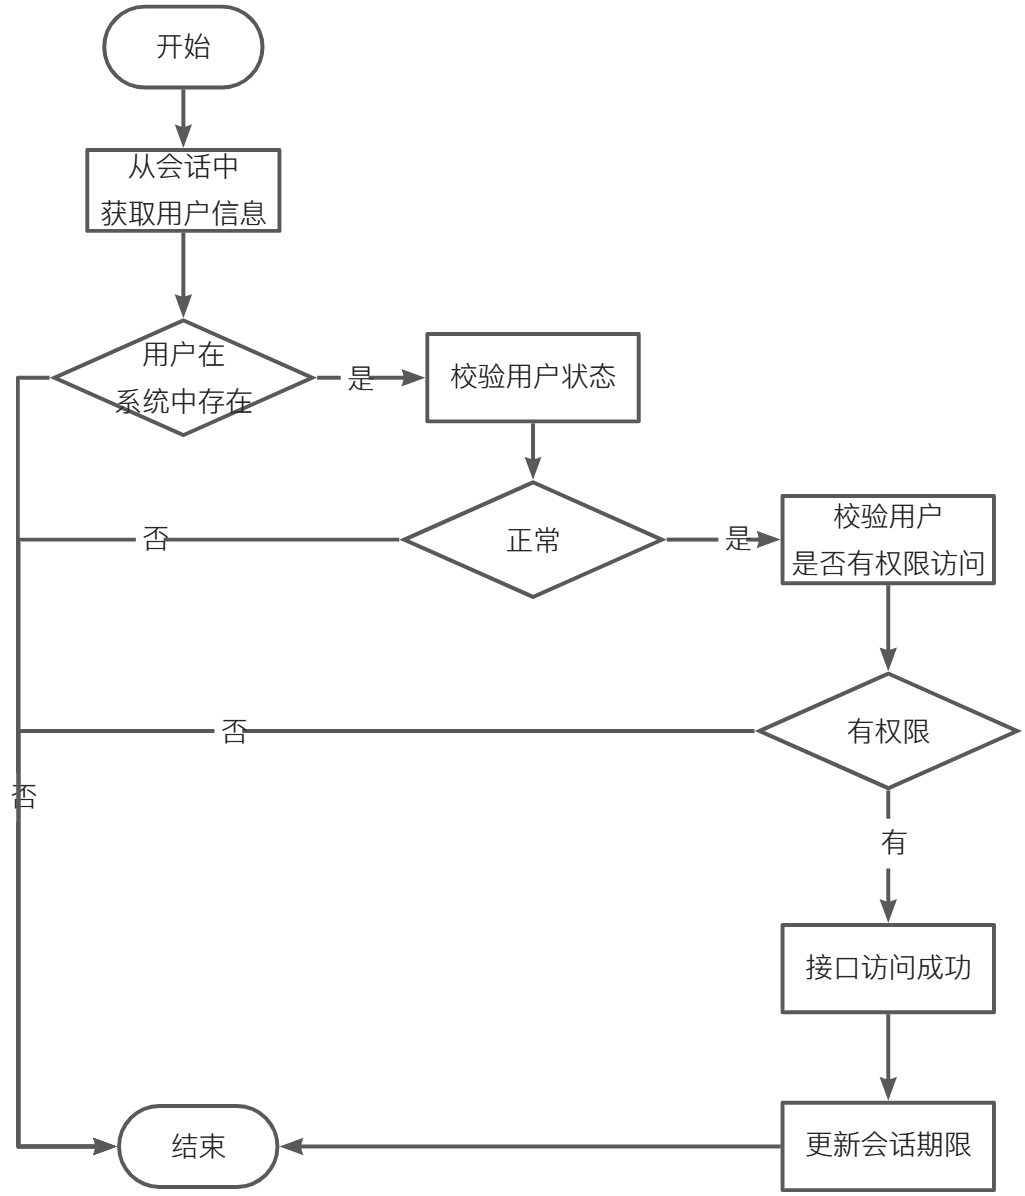 开始
从会话中
获取用户信息
用户在
系统中存在
是
校验用户状态
否
正常
是
校验用户
是否有权限访问
否
有权限
否
有
接口访问成功
结束
更新会话期限